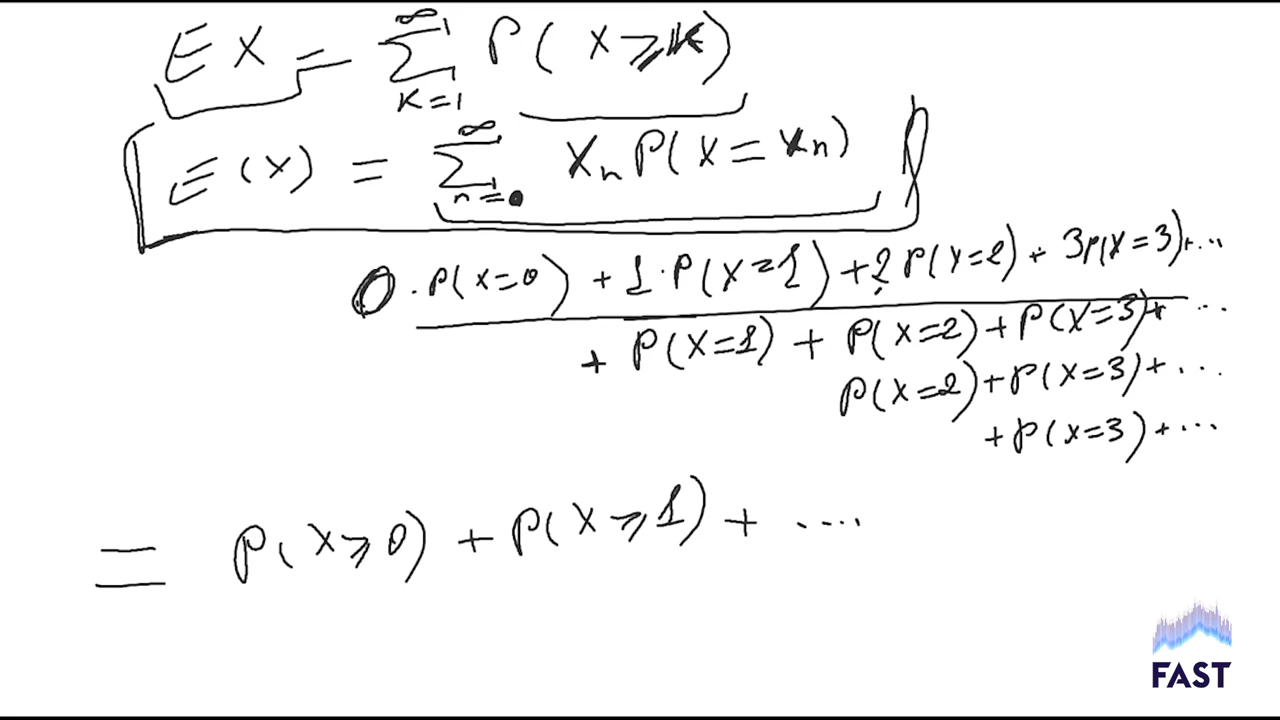 EX = ∑_{K=1}^{∞} P(X⩾K)
E(X) = ∑_{n=0}^{∞} X_n P(X=x_n)
0·P(X=0) + 1·P(X=1) + 2P(X=2) + 3P(X=3)+...
+ P(X=1) + P(X=2) + P(X=3)+ ...
P(X=2) + P(X=3) + ...
+ P(X=3) + ...
= P(X⩾0) + P(X⩾1) + ....
FAST